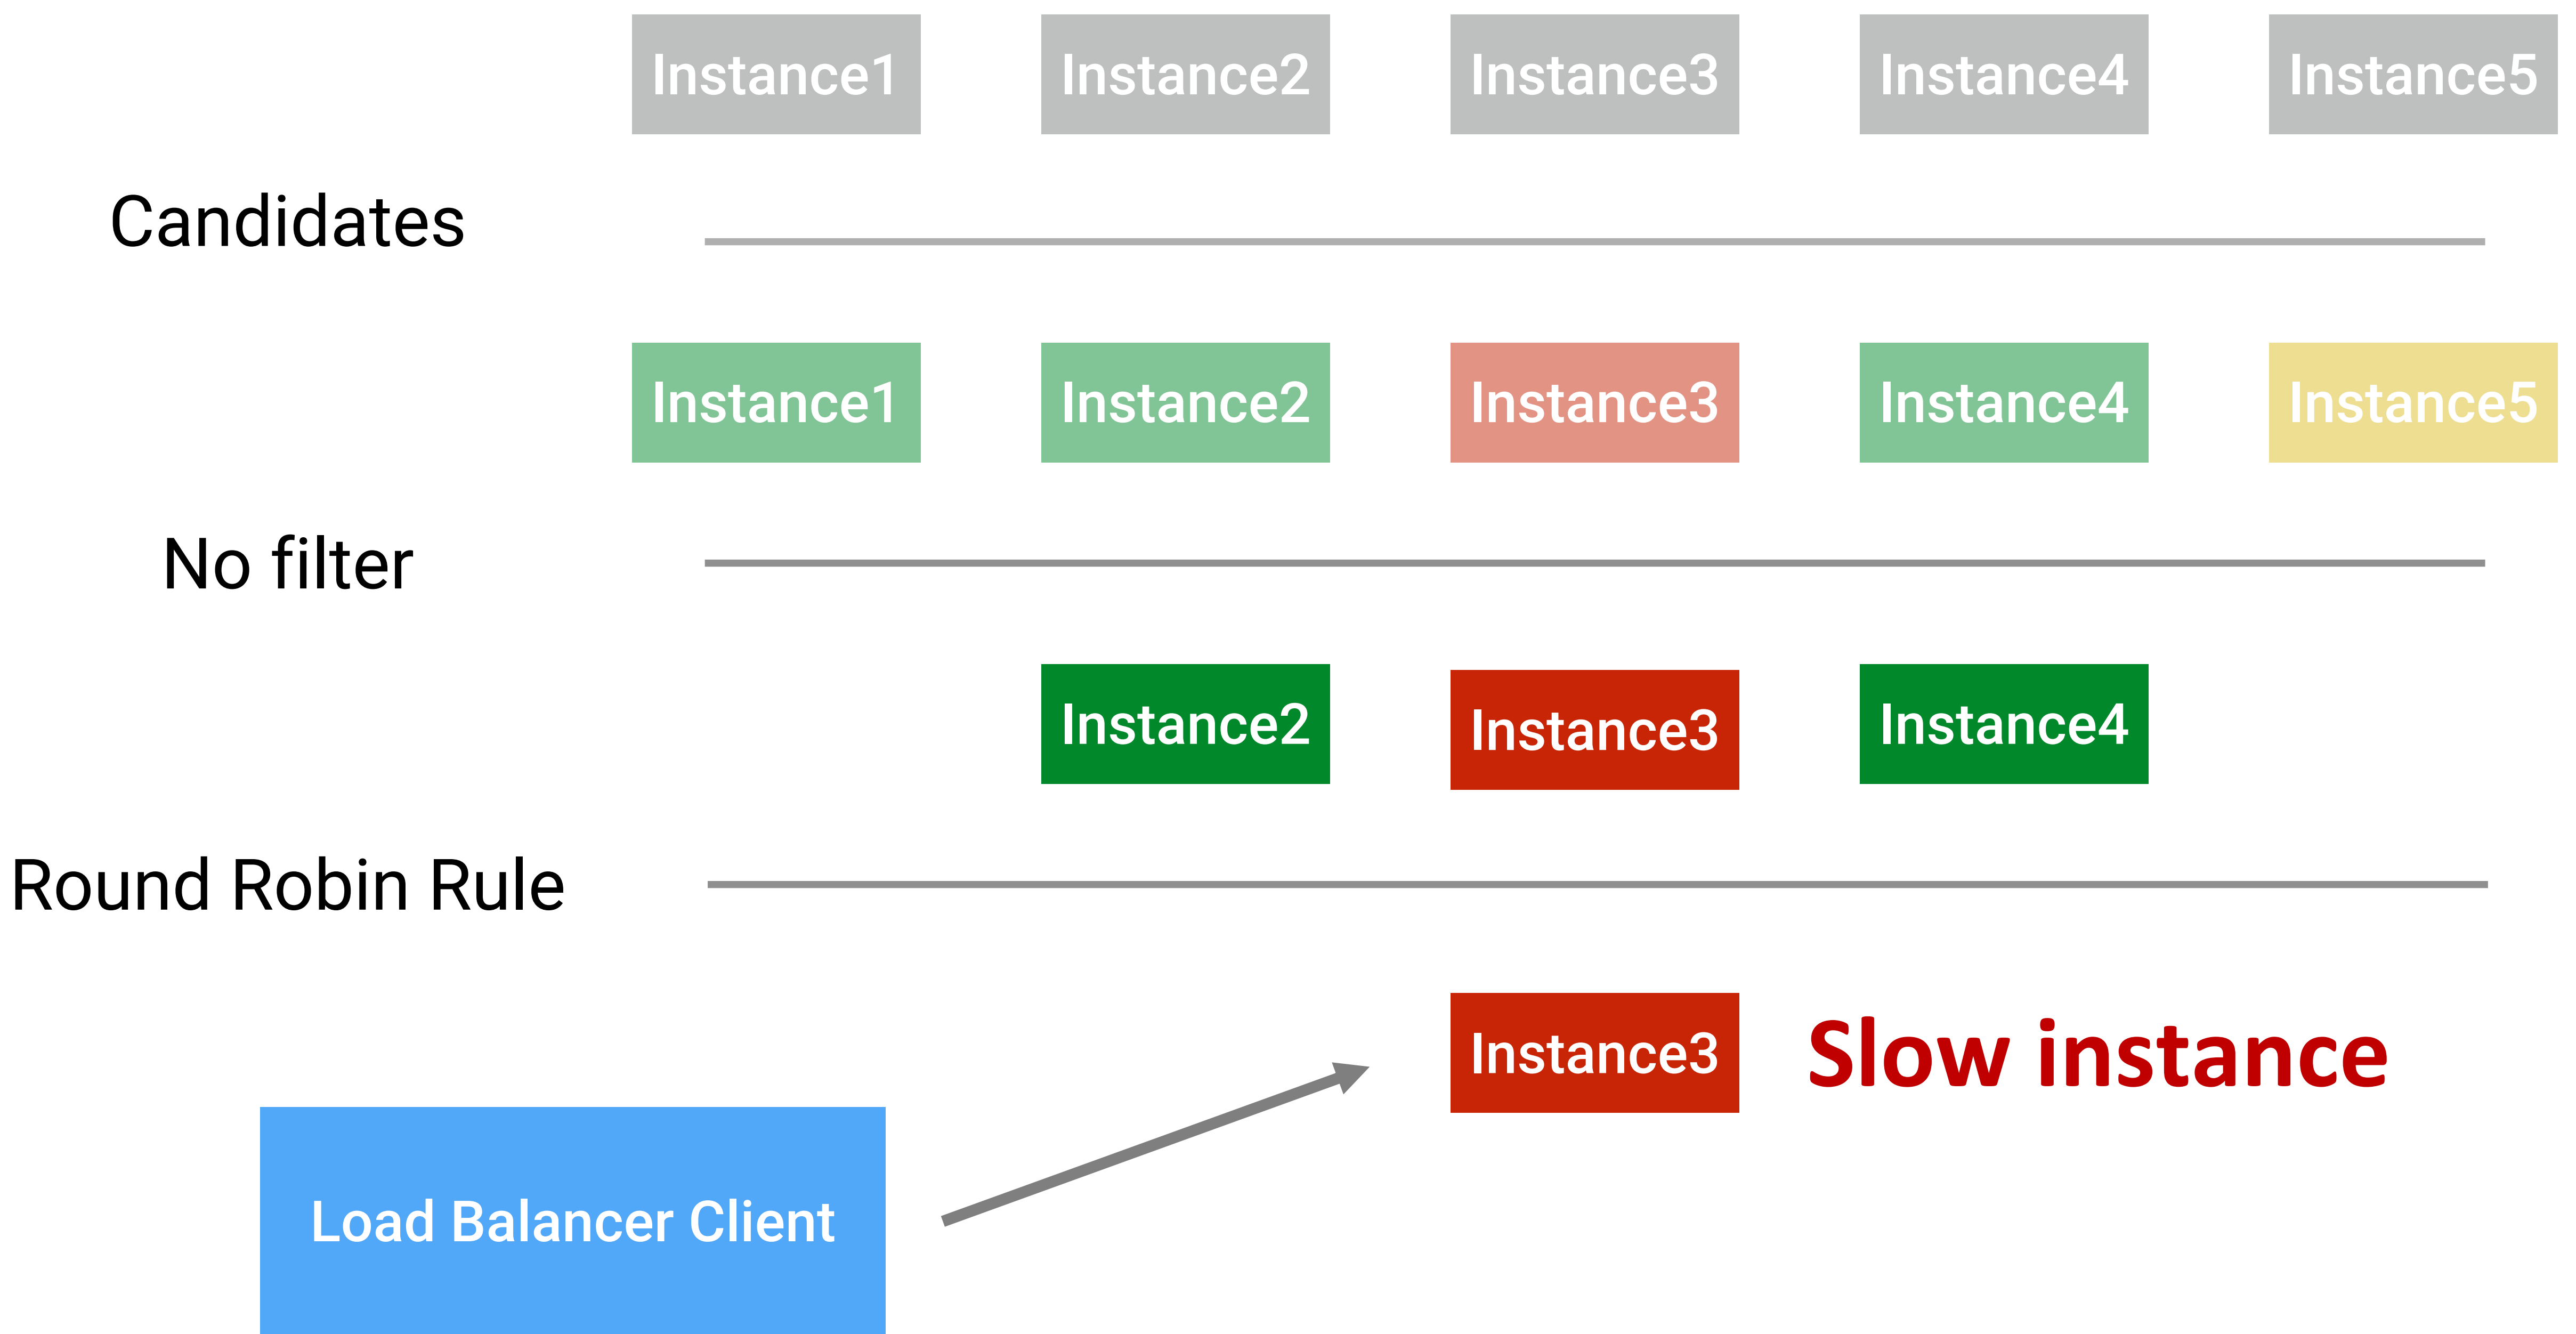 Instance1 Instance2 Instance3 Instance4 Instance5
Candidates
Instance1 Instance2 Instance3 Instance4 Instance5
No filter
Instance2 Instance3 Instance4
Round Robin Rule
Instance3 Slow instance
Load Balancer Client